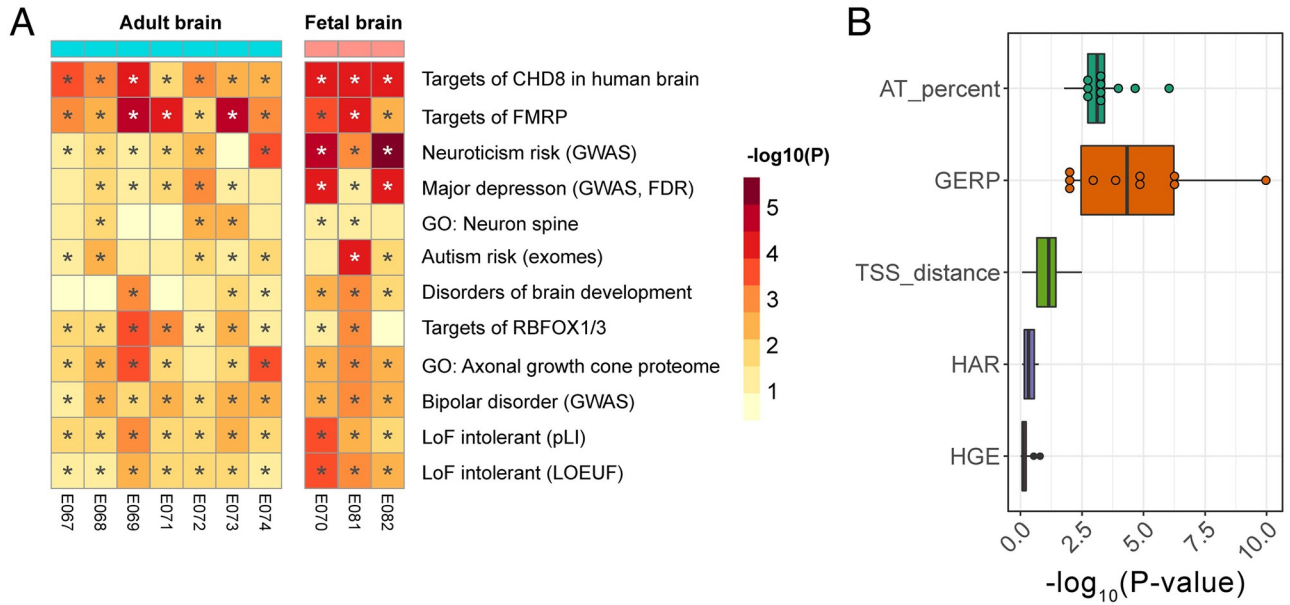 A
Adult brain
Fetal brain
* * * * * * * * * * Targets of CHD8 in human brain
* * * * * * * * * * Targets of FMRP
* * * * * * * * * Neuroticism risk (GWAS)
* * * * * * * * Major depresson (GWAS, FDR)
* * * * * GO: Neuron spine
* * * * * * * Autism risk (exomes)
* * * * * * Disorders of brain development
* * * * * * * * * Targets of RBFOX1/3
* * * * * * * * * GO: Axonal growth cone proteome
* * * * * * * * * * Bipolar disorder (GWAS)
* * * * * * * * * * LoF intolerant (pLI)
* * * * * * * * * * LoF intolerant (LOEUF)
E067 E068 E069 E071 E072 E073 E074 E070 E081 E082
-log10(P)
5
4
3
2
1
B
AT_percent
GERP
TSS_distance
HAR
HGE
0.0 2.5 5.0 7.5 10.0
-log10(P-value)